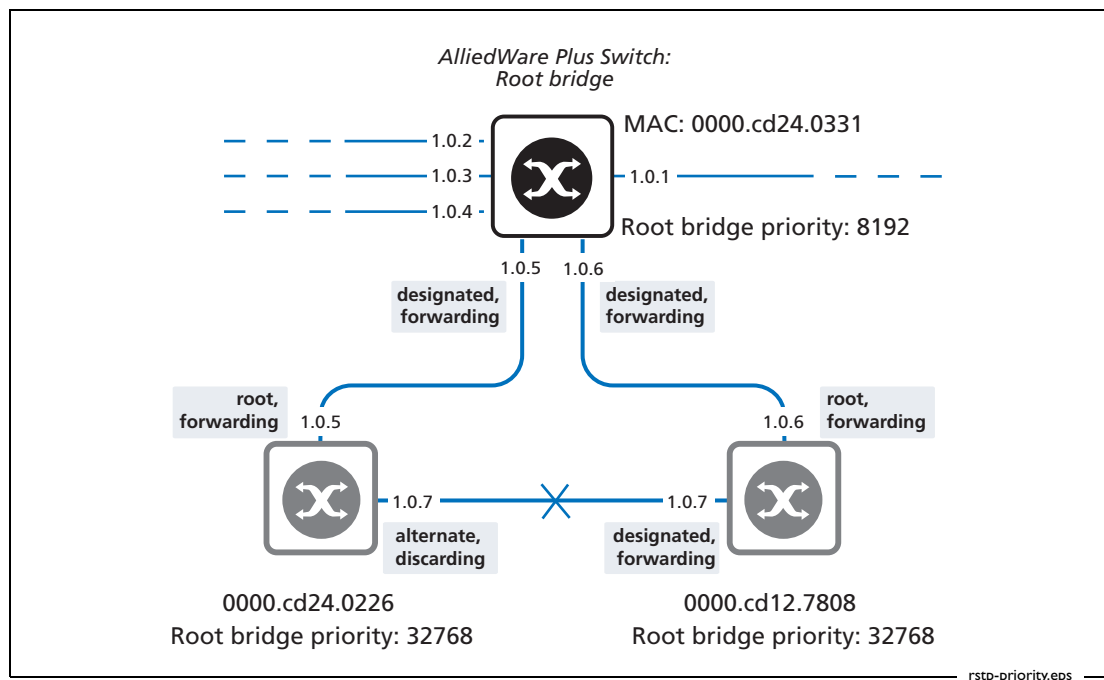 AlliedWare Plus Switch:
Root bridge
MAC: 0000.cd24.0331
1.0.2
1.0.3
1.0.1
1.0.4
Root bridge priority: 8192
1.0.5
1.0.6
designated,
forwarding
designated,
forwarding
root,
forwarding
1.0.5
1.0.6
root,
forwarding
1.0.7
1.0.7
alternate,
discarding
designated,
forwarding
0000.cd24.0226
Root bridge priority: 32768
0000.cd12.7808
Root bridge priority: 32768
rstp-priority.eps